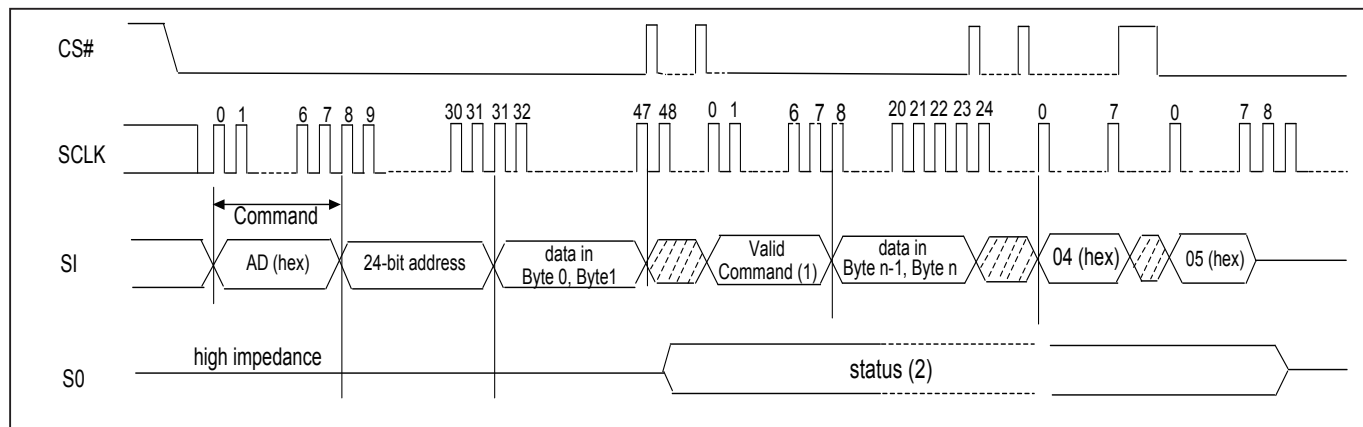 CS#
0 1 6 7 8 9 30 31 31 32 47 48 0 1 6 7 8 20 21 22 23 24 0 7 0 7 8
SCLK
Command
SI
AD (hex)
24-bit address
data in
Byte 0, Byte1
Valid
Command (1)
data in
Byte n-1, Byte n
04 (hex)
05 (hex)
high impedance
S0
status (2)